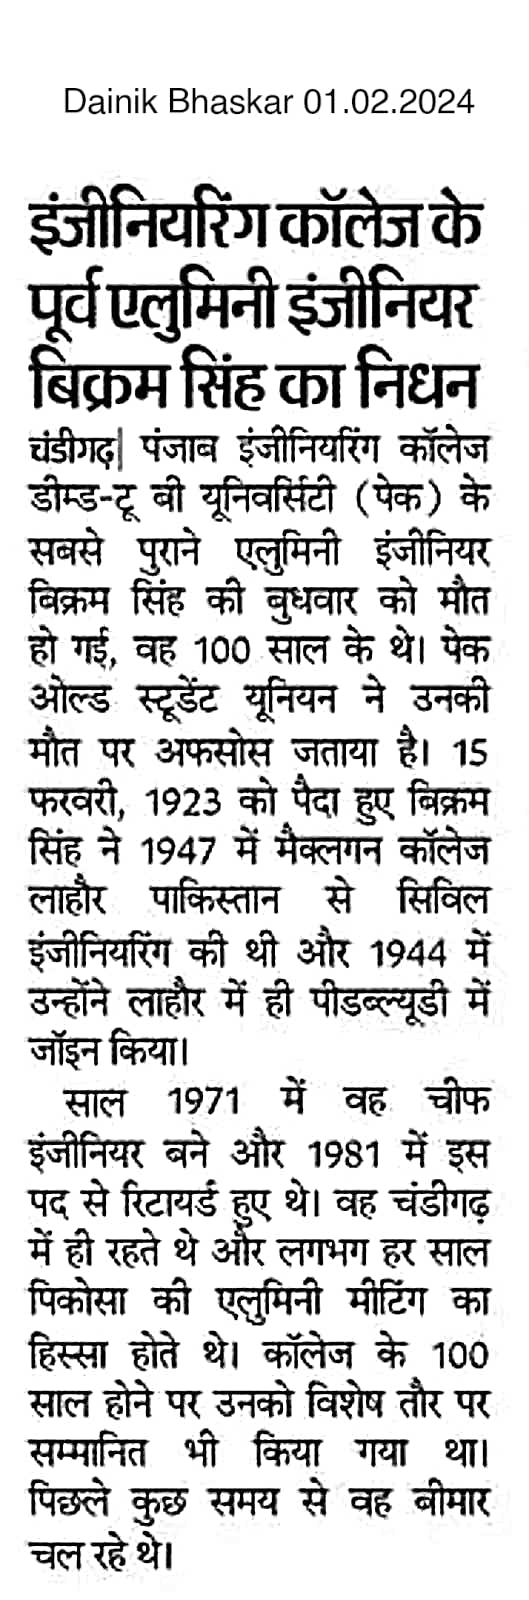 Dainik Bhaskar 01.02.2024
इंजीनियरिंग कॉलेज के
पूर्व एलुमिनी इंजीनियर
बिक्रम सिंह का निधन
चंडीगढ़| पंजाब इंजीनियरिंग कॉलेज
डीम्ड-टू बी यूनिवर्सिटी (पेक) के
सबसे पुराने एलुमिनी इंजीनियर
बिक्रम सिंह की बुधवार को मौत
हो गई, वह 100 साल के थे। पेक
ओल्ड स्टूडेंट यूनियन ने उनकी
मौत पर अफसोस जताया है। 15
फरवरी, 1923 को पैदा हुए बिक्रम
सिंह ने 1947 में मैक्लगन कॉलेज
लाहौर पाकिस्तान से सिविल
इंजीनियरिंग की थी और 1944 में
उन्होंने लाहौर में ही पीडब्ल्यूडी में
जॉइन किया।
साल 1971 में वह चीफ
इंजीनियर बने और 1981 में इस
पद से रिटायर्ड हुए थे। वह चंडीगढ़
में ही रहते थे और लगभग हर साल
पिकोसा की एलुमिनी मीटिंग का
हिस्सा होते थे। कॉलेज के 100
साल होने पर उनको विशेष तौर पर
सम्मानित भी किया गया था।
पिछले कुछ समय से वह बीमार
चल रहे थे।